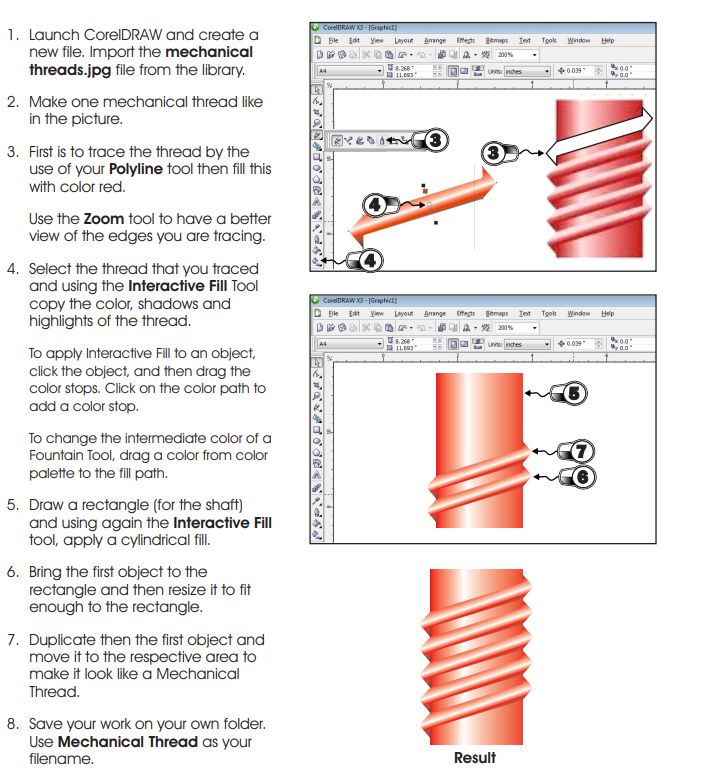 1. Launch CorelDRAW and create a
new file. Import the mechanical
threads.jpg file from the library.
2. Make one mechanical thread like
in the picture.
3. First is to trace the thread by the
use of your Polyline tool then fill this
with color red.
Use the Zoom tool to have a better
view of the edges you are tracing.
4. Select the thread that you traced
and using the Interactive Fill Tool
copy the color, shadows and
highlights of the thread.
To apply Interactive Fill to an object,
click the object, and then drag the
color stops. Click on the color path to
add a color stop.
To change the intermediate color of a
Fountain Tool, drag a color from color
palette to the fill path.
5. Draw a rectangle (for the shaft)
and using again the Interactive Fill
tool, apply a cylindrical fill.
6. Bring the first object to the
rectangle and then resize it to fit
enough to the rectangle.
7. Duplicate then the first object and
move it to the respective area to
make it look like a Mechanical
Thread.
8. Save your work on your own folder.
Use Mechanical Thread as your
filename.
CorelDRAW X3 - [Graphic1]
File Edit View Layout Arrange Effects Bitmaps Text Tools Window Help
200%
A4 8.268" 11.693" Units: inches 0.039" 0.0" 0.0"
3
3
4
4
CorelDRAW X3 - [Graphic1]
File Edit View Layout Arrange Effects Bitmaps Text Tools Window Help
200%
A4 8.268" 11.693" Units: inches 0.039" 0.0" 0.0"
5
7
6
Result